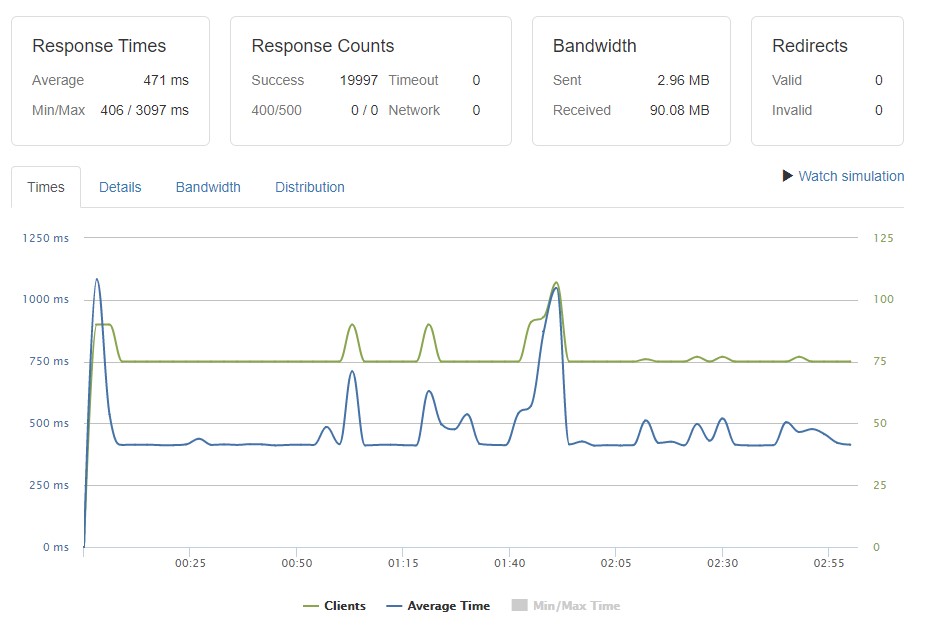 Response Times
Average 471 ms
Min/Max 406 / 3097 ms
Response Counts
Success 19997 Timeout 0
400/500 0 / 0 Network 0
Bandwidth
Sent 2.96 MB
Received 90.08 MB
Redirects
Valid 0
Invalid 0
Times Details Bandwidth Distribution
Watch simulation
1250 ms 125
1000 ms 100
750 ms 75
500 ms 50
250 ms 25
0 ms 0
00:25 00:50 01:15 01:40 02:05 02:30 02:55
Clients Average Time Min/Max Time